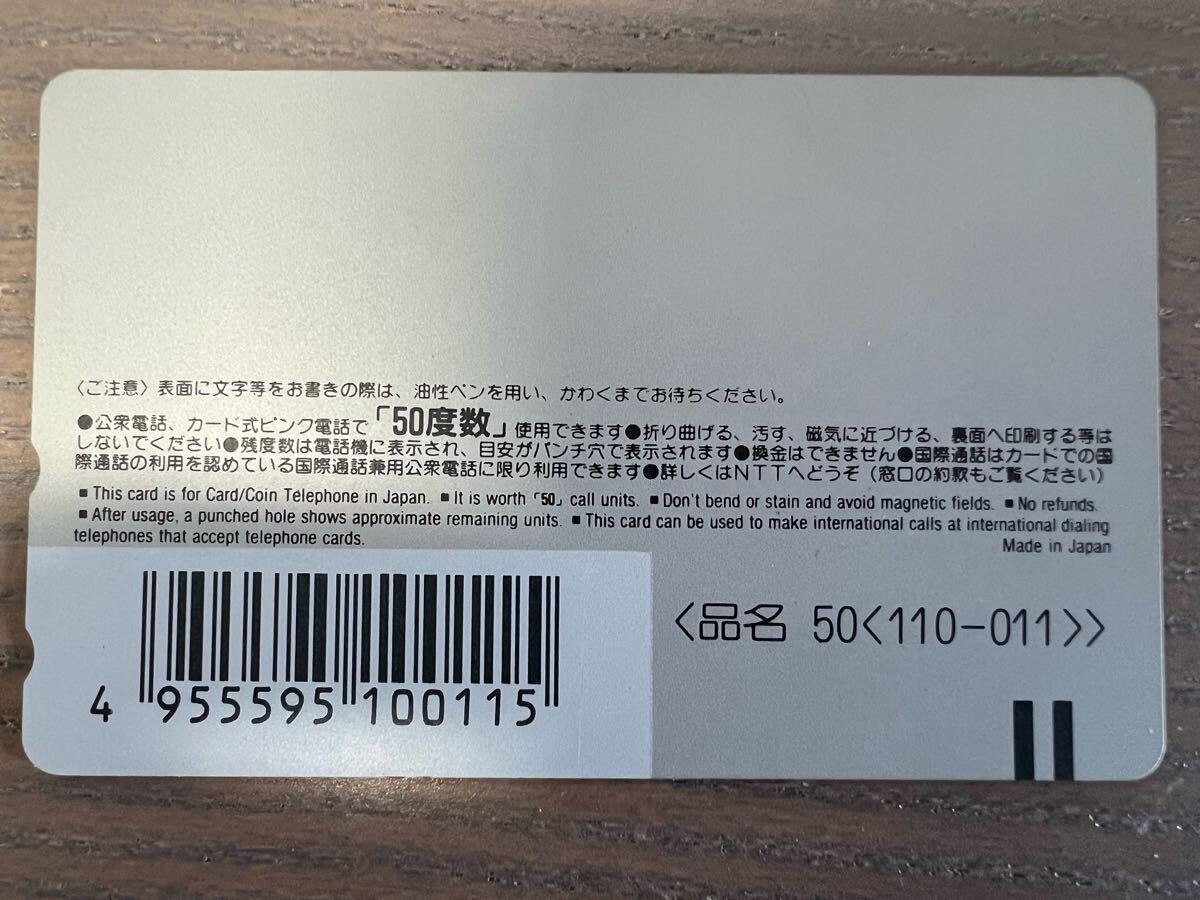 〈ご注意〉表面に文字等をお書きの際は、油性ペンを用い、かわくまでお待ちください。
●公衆電話、カード式ピンク電話で「50度数」使用できます●折り曲げる、汚す、磁気に近づける、裏面へ印刷する等は
しないでください●残度数は電話機に表示され、目安がパンチ穴で表示されます●換金はできません●国際通話はカードでの国
際通話の利用を認めている国際通話兼用公衆電話に限り利用できます●詳しくはNTTへどうぞ(窓口の約款もご覧ください)
■ This card is for Card/Coin Telephone in Japan. ■ It is worth「50」call units. ■ Don't bend or stain and avoid magnetic fields. ■ No refunds.
■ After usage, a punched hole shows approximate remaining units. ■ This card can be used to make international calls at international dialing
telephones that accept telephone cards.
Made in Japan
〈品名 50〈110-011〉〉
4 955595 100115